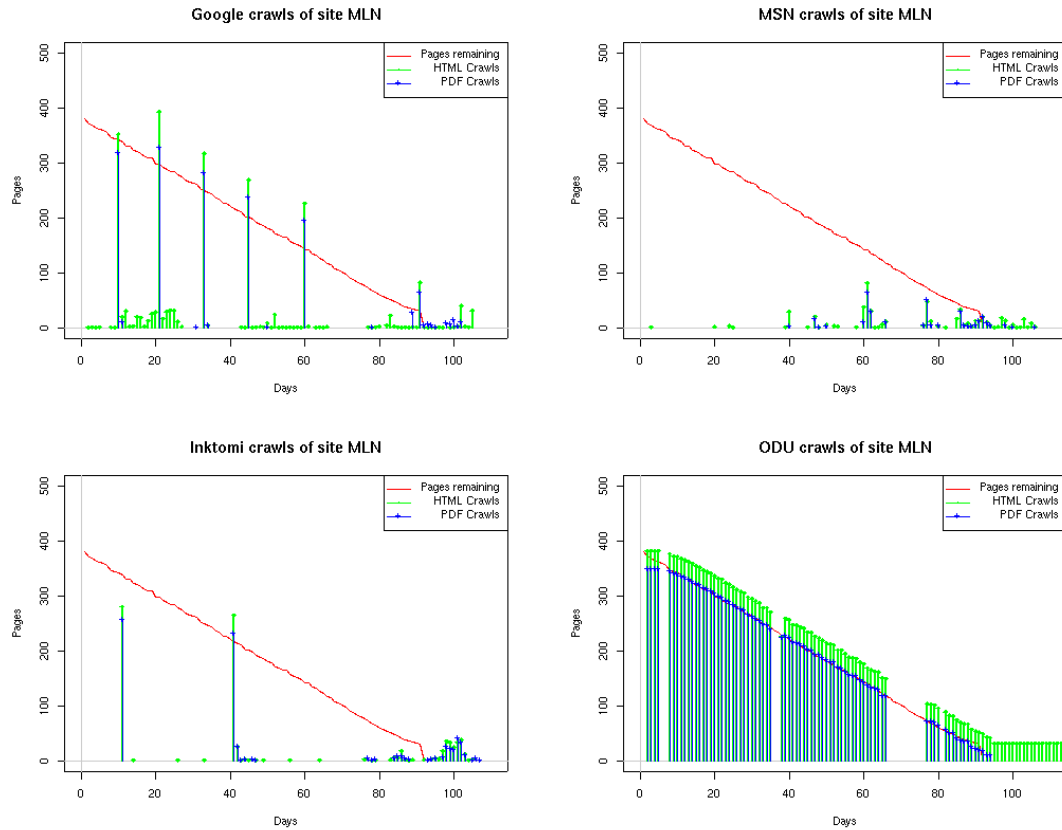 Google crawls of site MLN
Pages remaining
HTML Crawls
PDF Crawls
500
400
300
200
100
0
Pages
0 20 40 60 80 100
Days
MSN crawls of site MLN
Pages remaining
HTML Crawls
PDF Crawls
500
400
300
200
100
0
Pages
0 20 40 60 80 100
Days
Inktomi crawls of site MLN
Pages remaining
HTML Crawls
PDF Crawls
500
400
300
200
100
0
Pages
0 20 40 60 80 100
Days
ODU crawls of site MLN
Pages remaining
HTML Crawls
PDF Crawls
500
400
300
200
100
0
Pages
0 20 40 60 80 100
Days